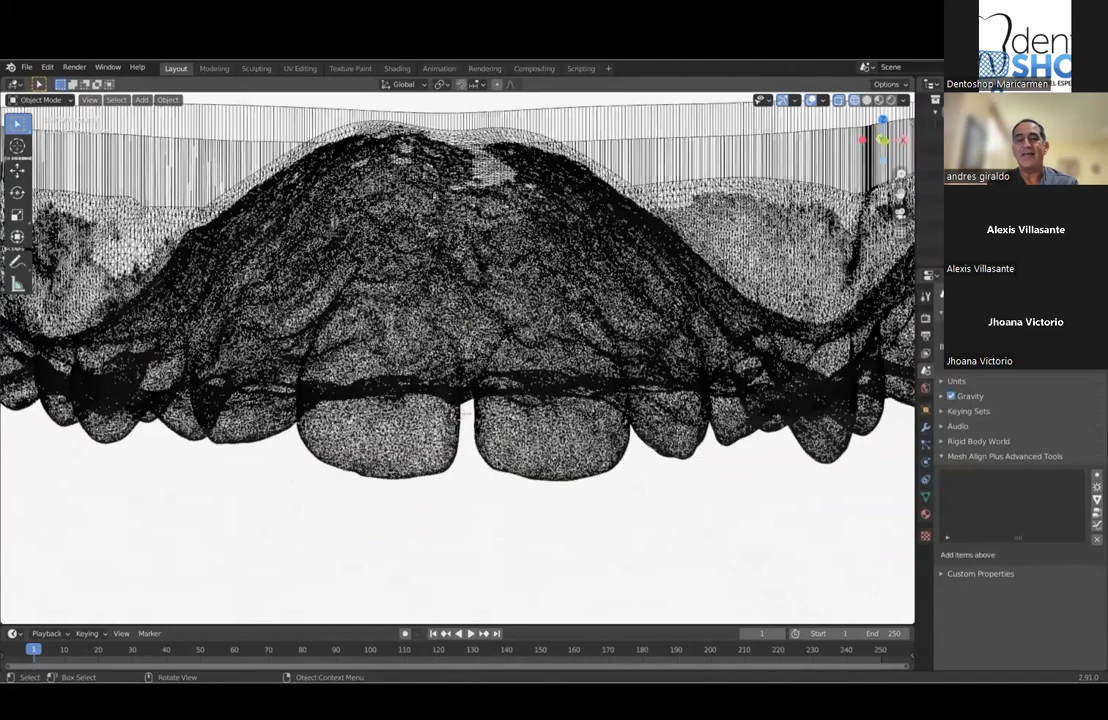 File Edit Render Window Help
Layout Modeling Sculpting UV Editing Texture Paint Shading Animation Rendering Compositing Scripting +
Scene
Global
Options
Object Mode View Select Add Object
dent
SHO
Dentoshop Maricarmen
andres giraldo
Alexis Villasante
Alexis Villasante
Jhoana Victorio
Jhoana Victorio
Units
Gravity
Keying Sets
Audio
Rigid Body World
Mesh Align Plus Advanced Tools
Add items above
Custom Properties
Playback Keying View Marker
1 Start 1 End 250
1 10 20 30 40 50 60 70 80 90 100 110 120 130 140 150 160 170 180 190 200 210 220 230 240 250
Select Box Select Rotate View Object Context Menu 2.91.0